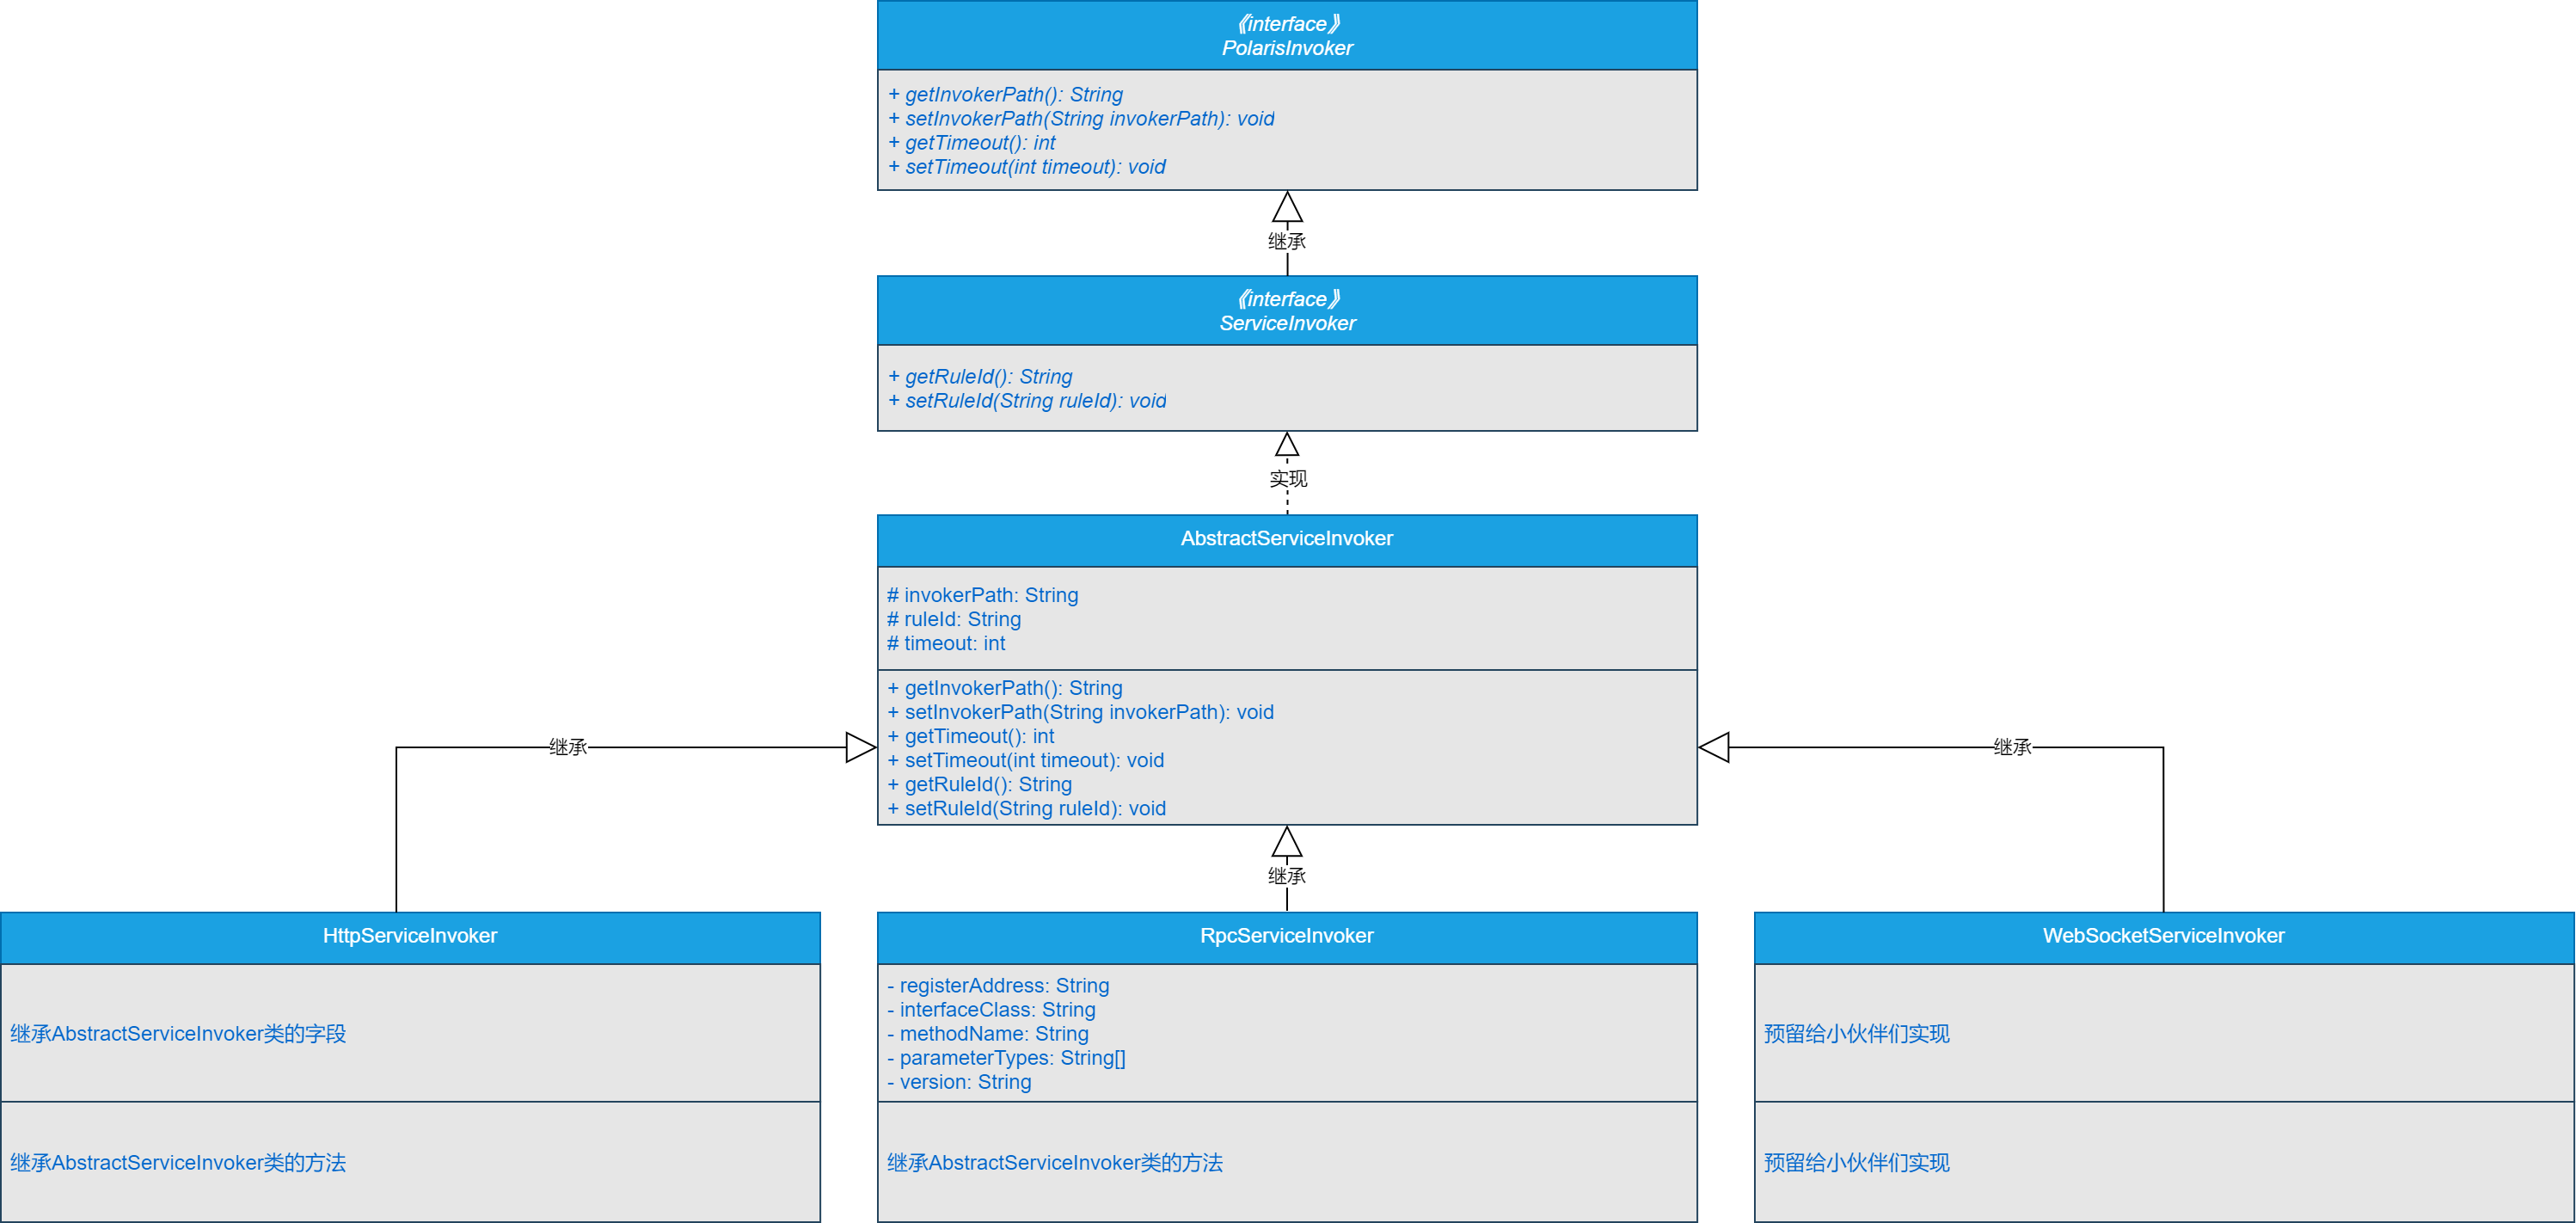 《interface》
PolarisInvoker
+ getInvokerPath(): String
+ setInvokerPath(String invokerPath): void
+ getTimeout(): int
+ setTimeout(int timeout): void
继承
《interface》
ServiceInvoker
+ getRuleId(): String
+ setRuleId(String ruleId): void
实现
AbstractServiceInvoker
# invokerPath: String
# ruleId: String
# timeout: int
+ getInvokerPath(): String
+ setInvokerPath(String invokerPath): void
+ getTimeout(): int
+ setTimeout(int timeout): void
+ getRuleId(): String
+ setRuleId(String ruleId): void
继承
继承
继承
HttpServiceInvoker
继承AbstractServiceInvoker类的字段
继承AbstractServiceInvoker类的方法
RpcServiceInvoker
- registerAddress: String
- interfaceClass: String
- methodName: String
- parameterTypes: String[]
- version: String
继承AbstractServiceInvoker类的方法
WebSocketServiceInvoker
预留给小伙伴们实现
预留给小伙伴们实现